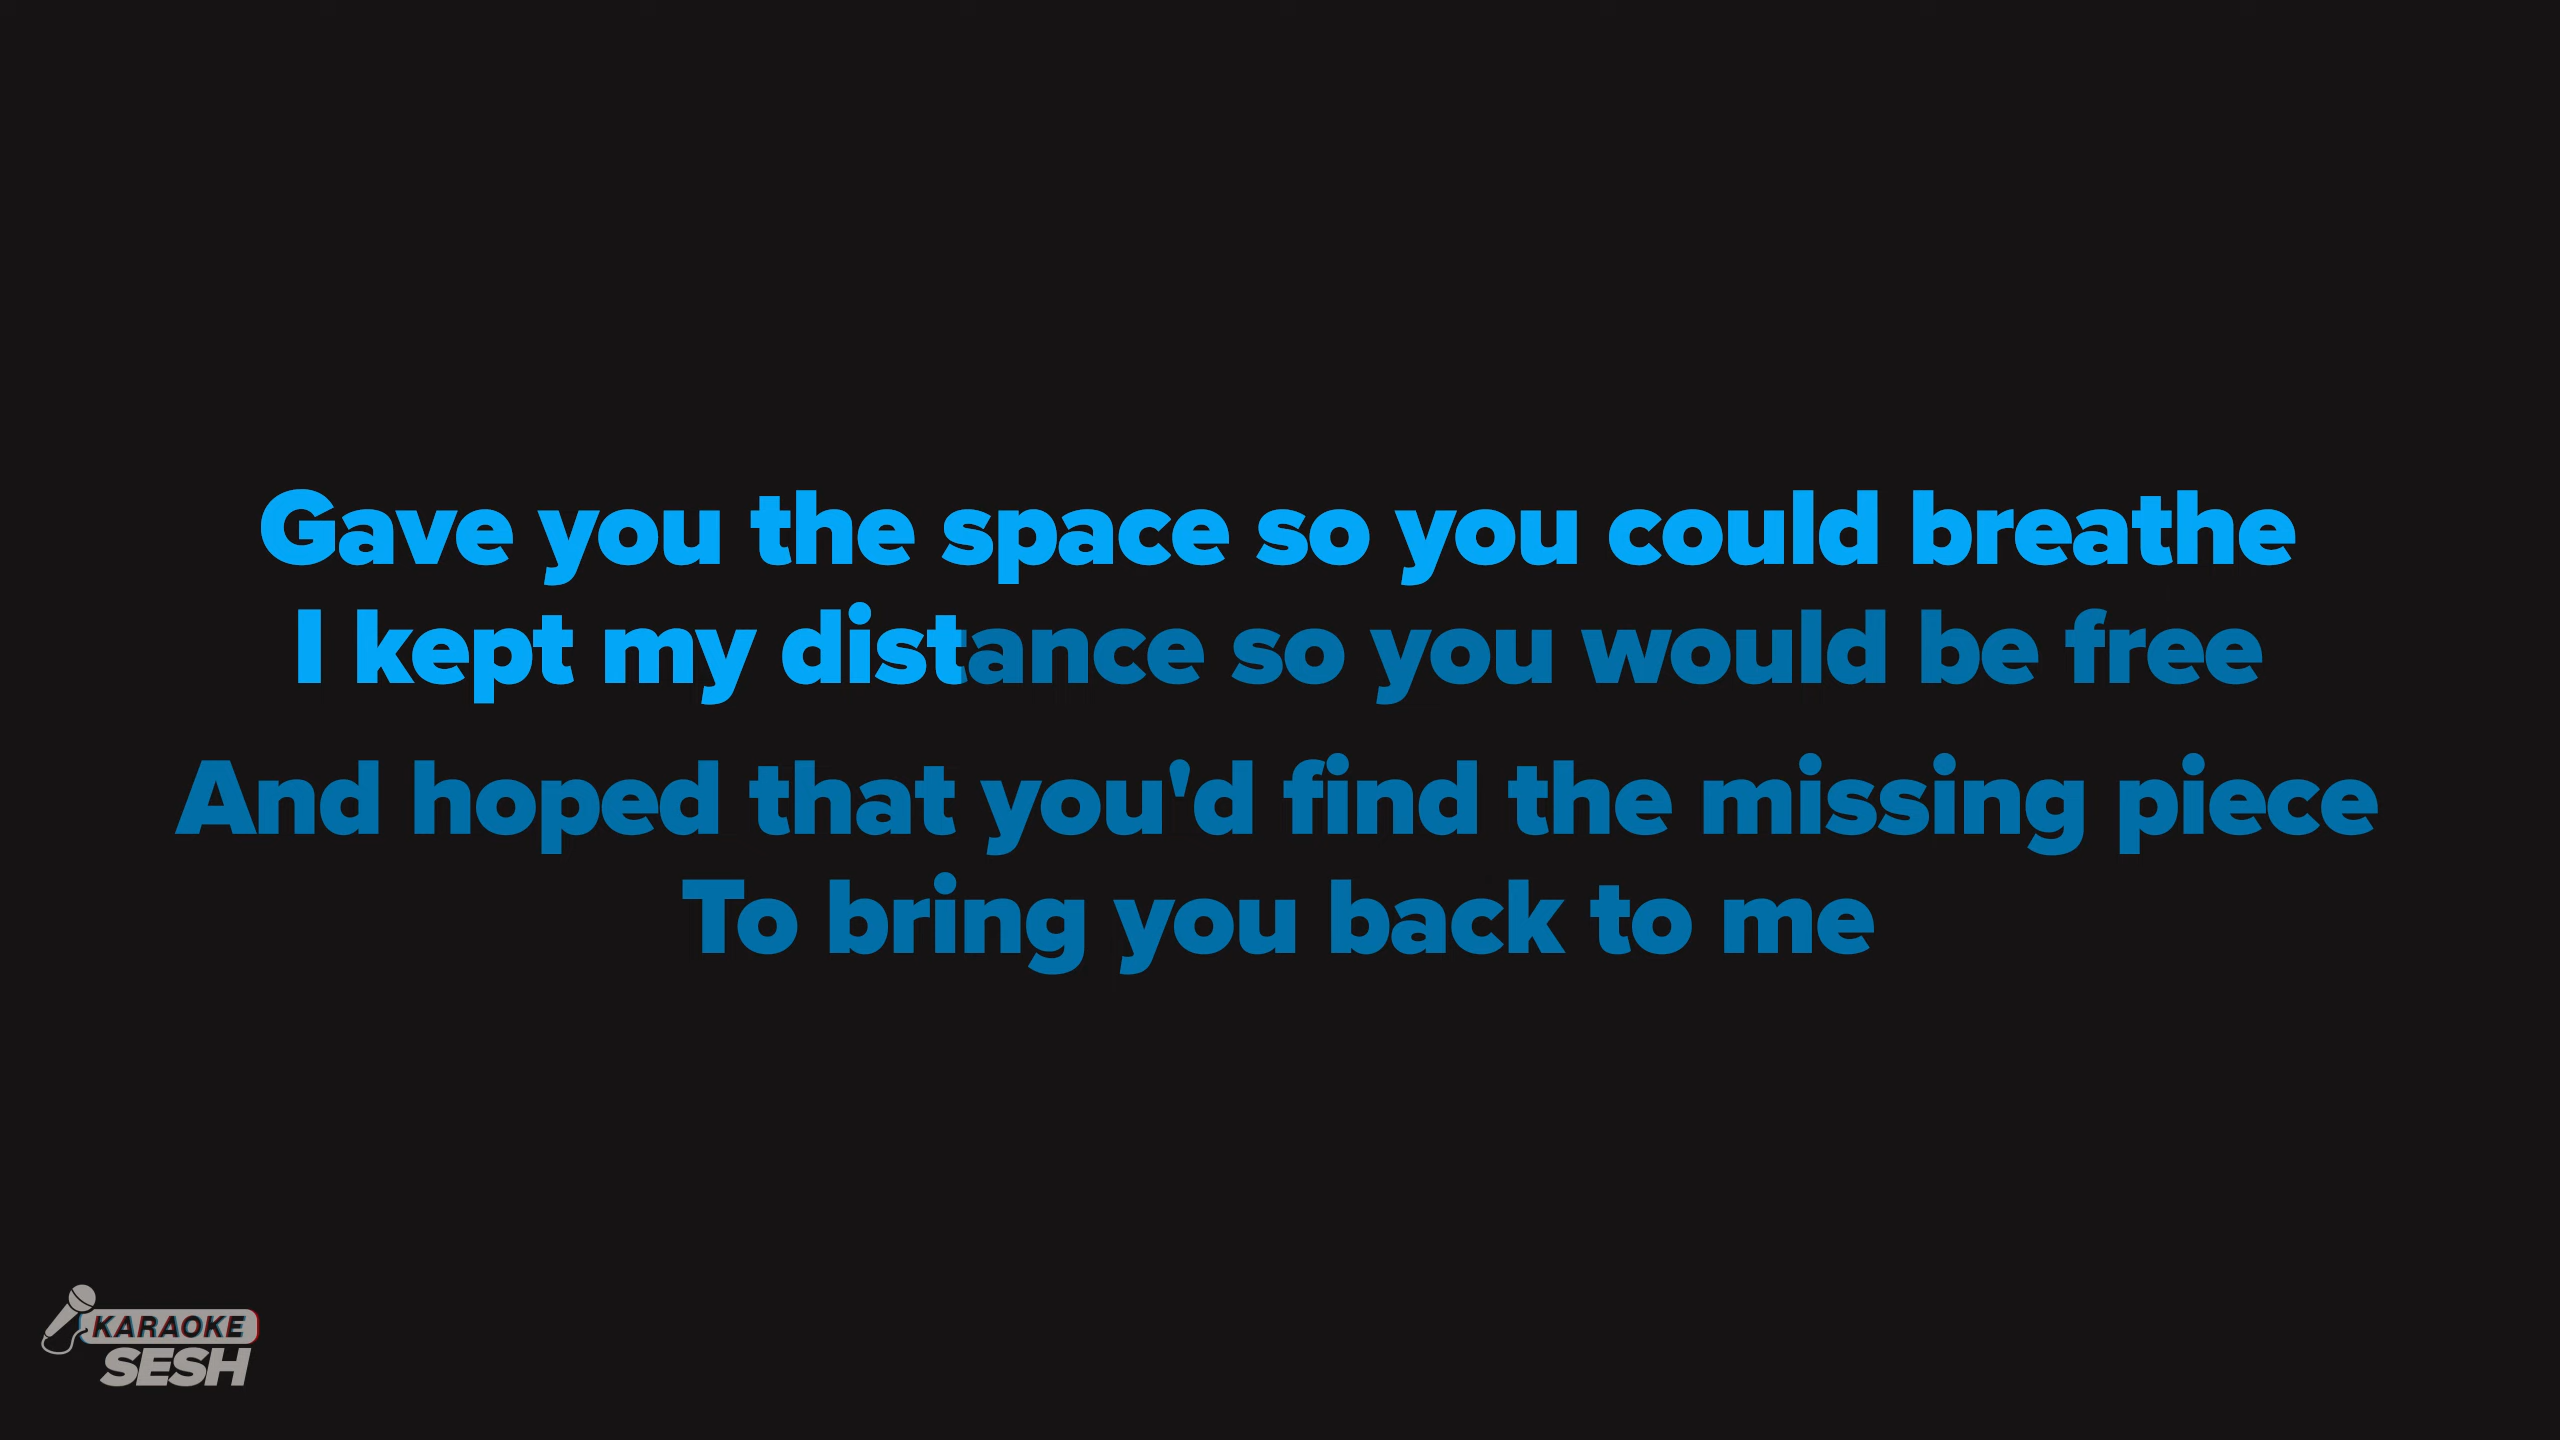 Gave you the space so you could breathe
I kept my distance so you would be free
And hoped that you'd find the missing piece
To bring you back to me
KARAOKE
SESH